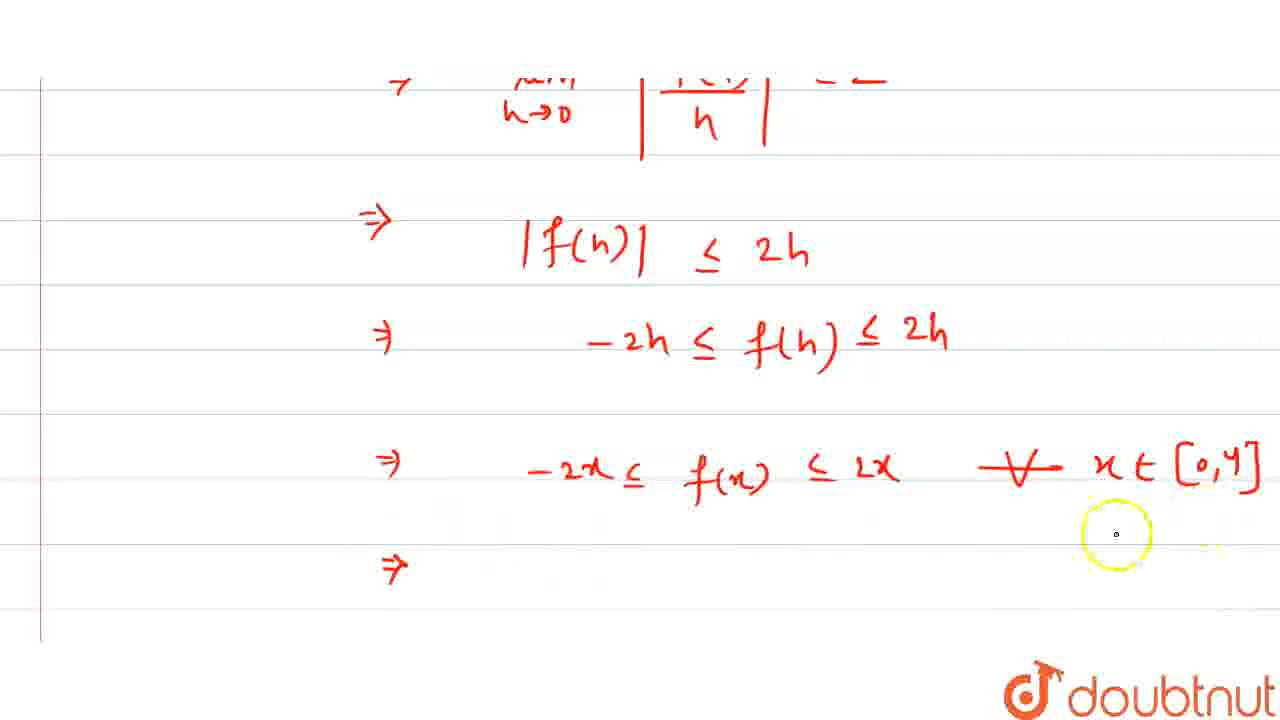 h→0 | h |
⇒ |f(h)| ≤ 2h
⇒ -2h ≤ f(h) ≤ 2h
⇒ -2x ≤ f(x) ≤ 2x ∀ x ∈ [0,4]
⇒
doubtnut